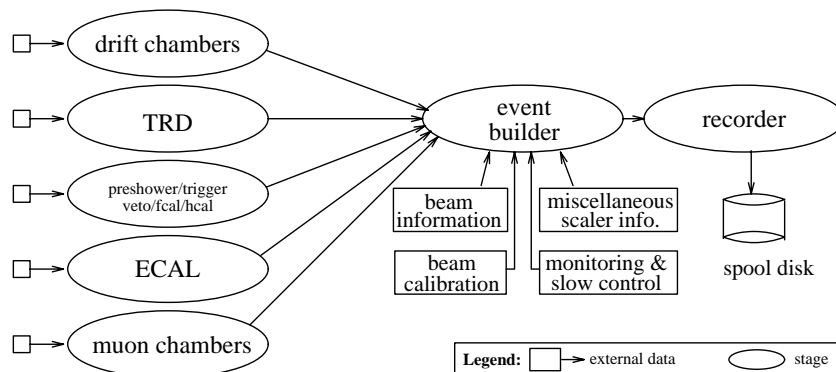 drift chambers
TRD
preshower/trigger
veto/fcal/hcal
ECAL
muon chambers
event
builder
recorder
beam
information
miscellaneous
scaler info.
beam
calibration
monitoring &
slow control
spool disk
Legend:
external data
stage